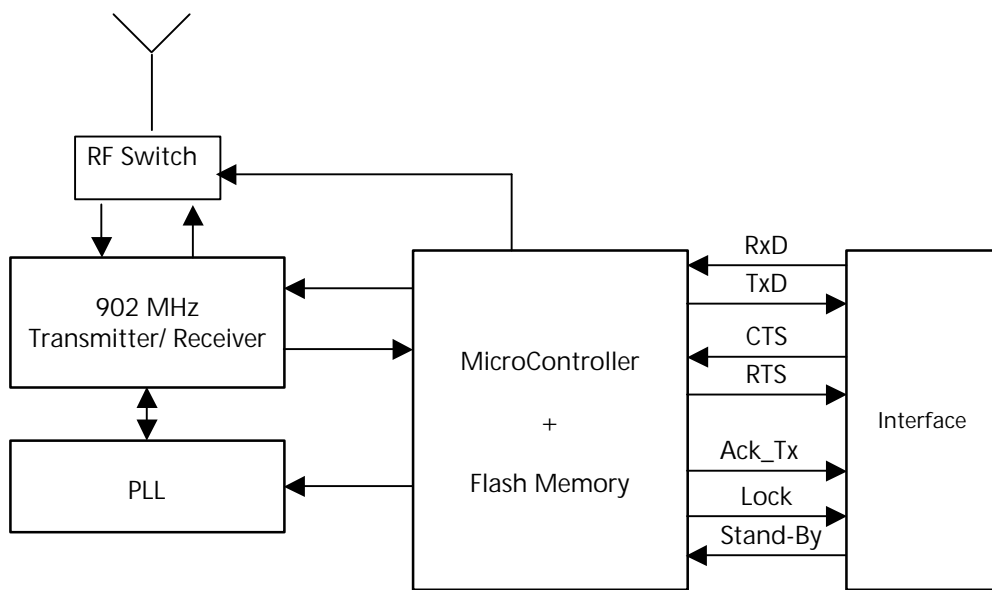 RF Switch
902 MHz
Transmitter/ Receiver
PLL
MicroController
+
Flash Memory
RxD
TxD
CTS
RTS
Ack_Tx
Lock
Stand-By
Interface